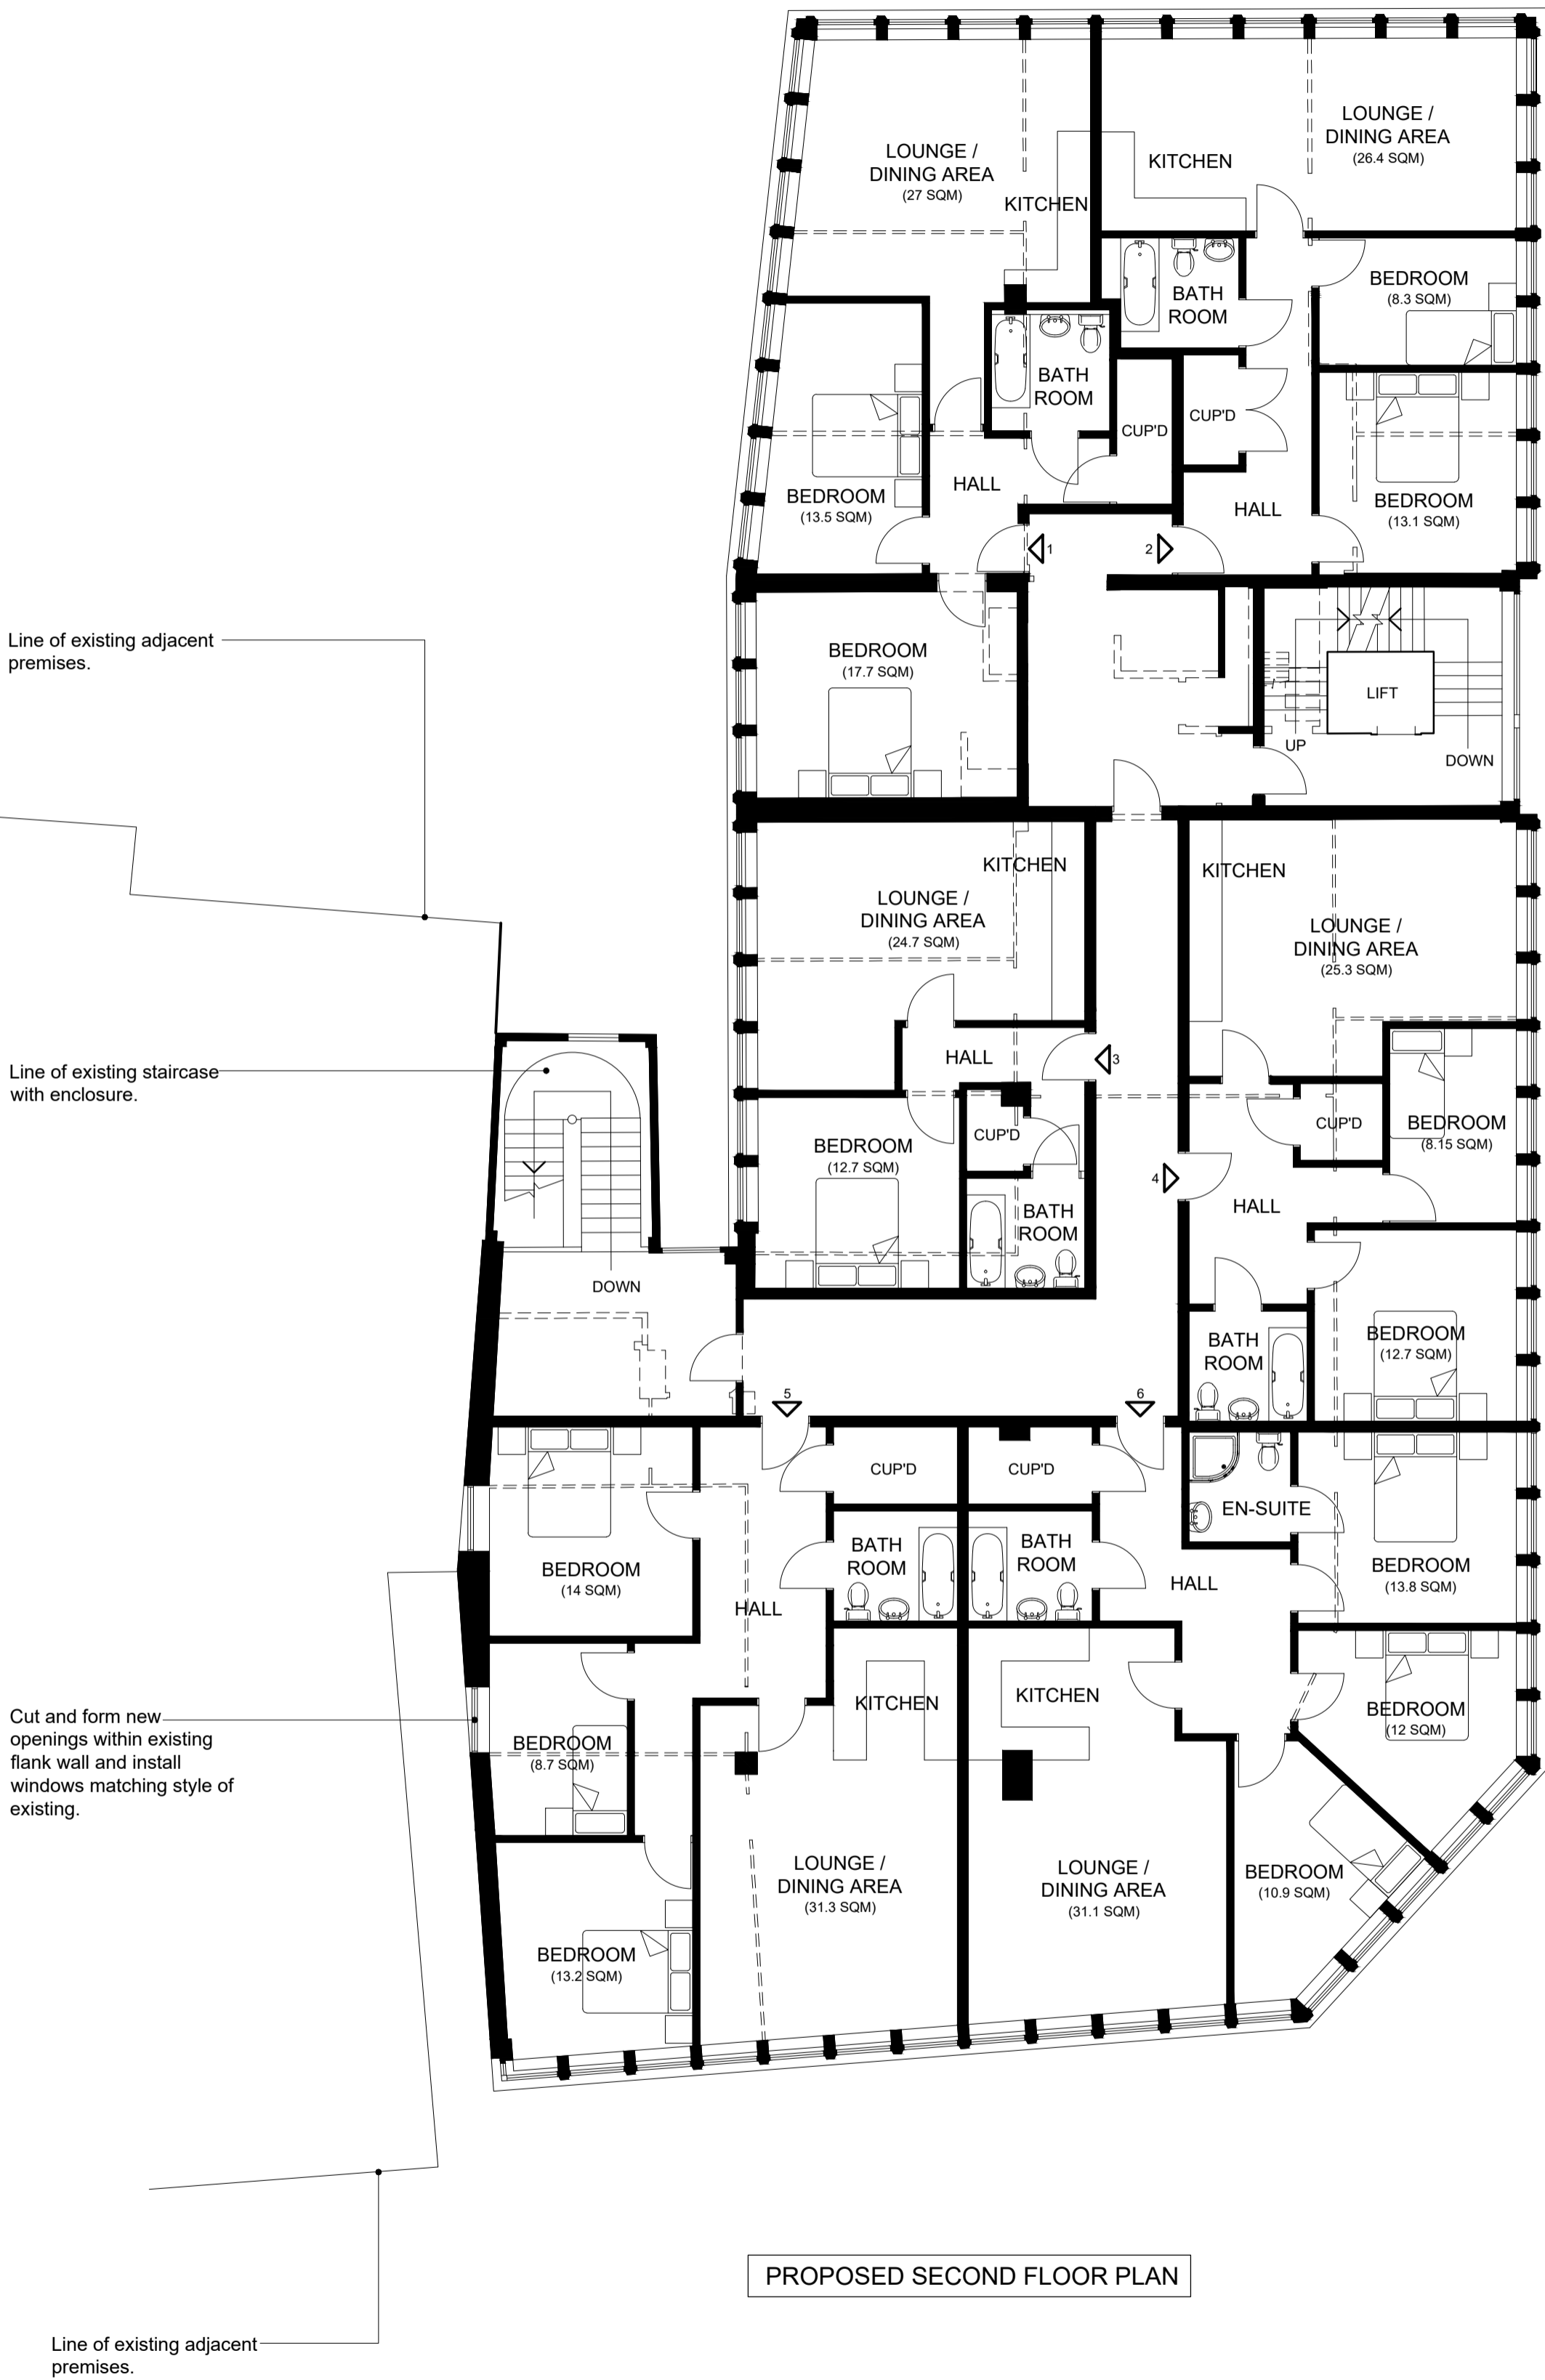 LOUNGE /
DINING AREA
(27 SQM)
KITCHEN
KITCHEN
LOUNGE /
DINING AREA
(26.4 SQM)
BATH
ROOM
BEDROOM
(8.3 SQM)
BATH
ROOM
CUP'D
CUP'D
BEDROOM
(13.5 SQM)
HALL
HALL
BEDROOM
(13.1 SQM)
1
2
Line of existing adjacent
premises.
BEDROOM
(17.7 SQM)
LIFT
UP
DOWN
KITCHEN
LOUNGE /
DINING AREA
(24.7 SQM)
KITCHEN
LOUNGE /
DINING AREA
(25.3 SQM)
Line of existing staircase
with enclosure.
HALL
3
CUP'D
BEDROOM
(12.7 SQM)
CUP'D
BEDROOM
(8.15 SQM)
4
BATH
ROOM
HALL
DOWN
BATH
ROOM
BEDROOM
(12.7 SQM)
5
6
CUP'D
CUP'D
EN-SUITE
BEDROOM
(14 SQM)
BATH
ROOM
BATH
ROOM
BEDROOM
(13.8 SQM)
HALL
HALL
Cut and form new
openings within existing
flank wall and install
windows matching style of
existing.
BEDROOM
(8.7 SQM)
KITCHEN
KITCHEN
BEDROOM
(12 SQM)
LOUNGE /
DINING AREA
(31.3 SQM)
LOUNGE /
DINING AREA
(31.1 SQM)
BEDROOM
(10.9 SQM)
BEDROOM
(13.2 SQM)
PROPOSED SECOND FLOOR PLAN
Line of existing adjacent
premises.